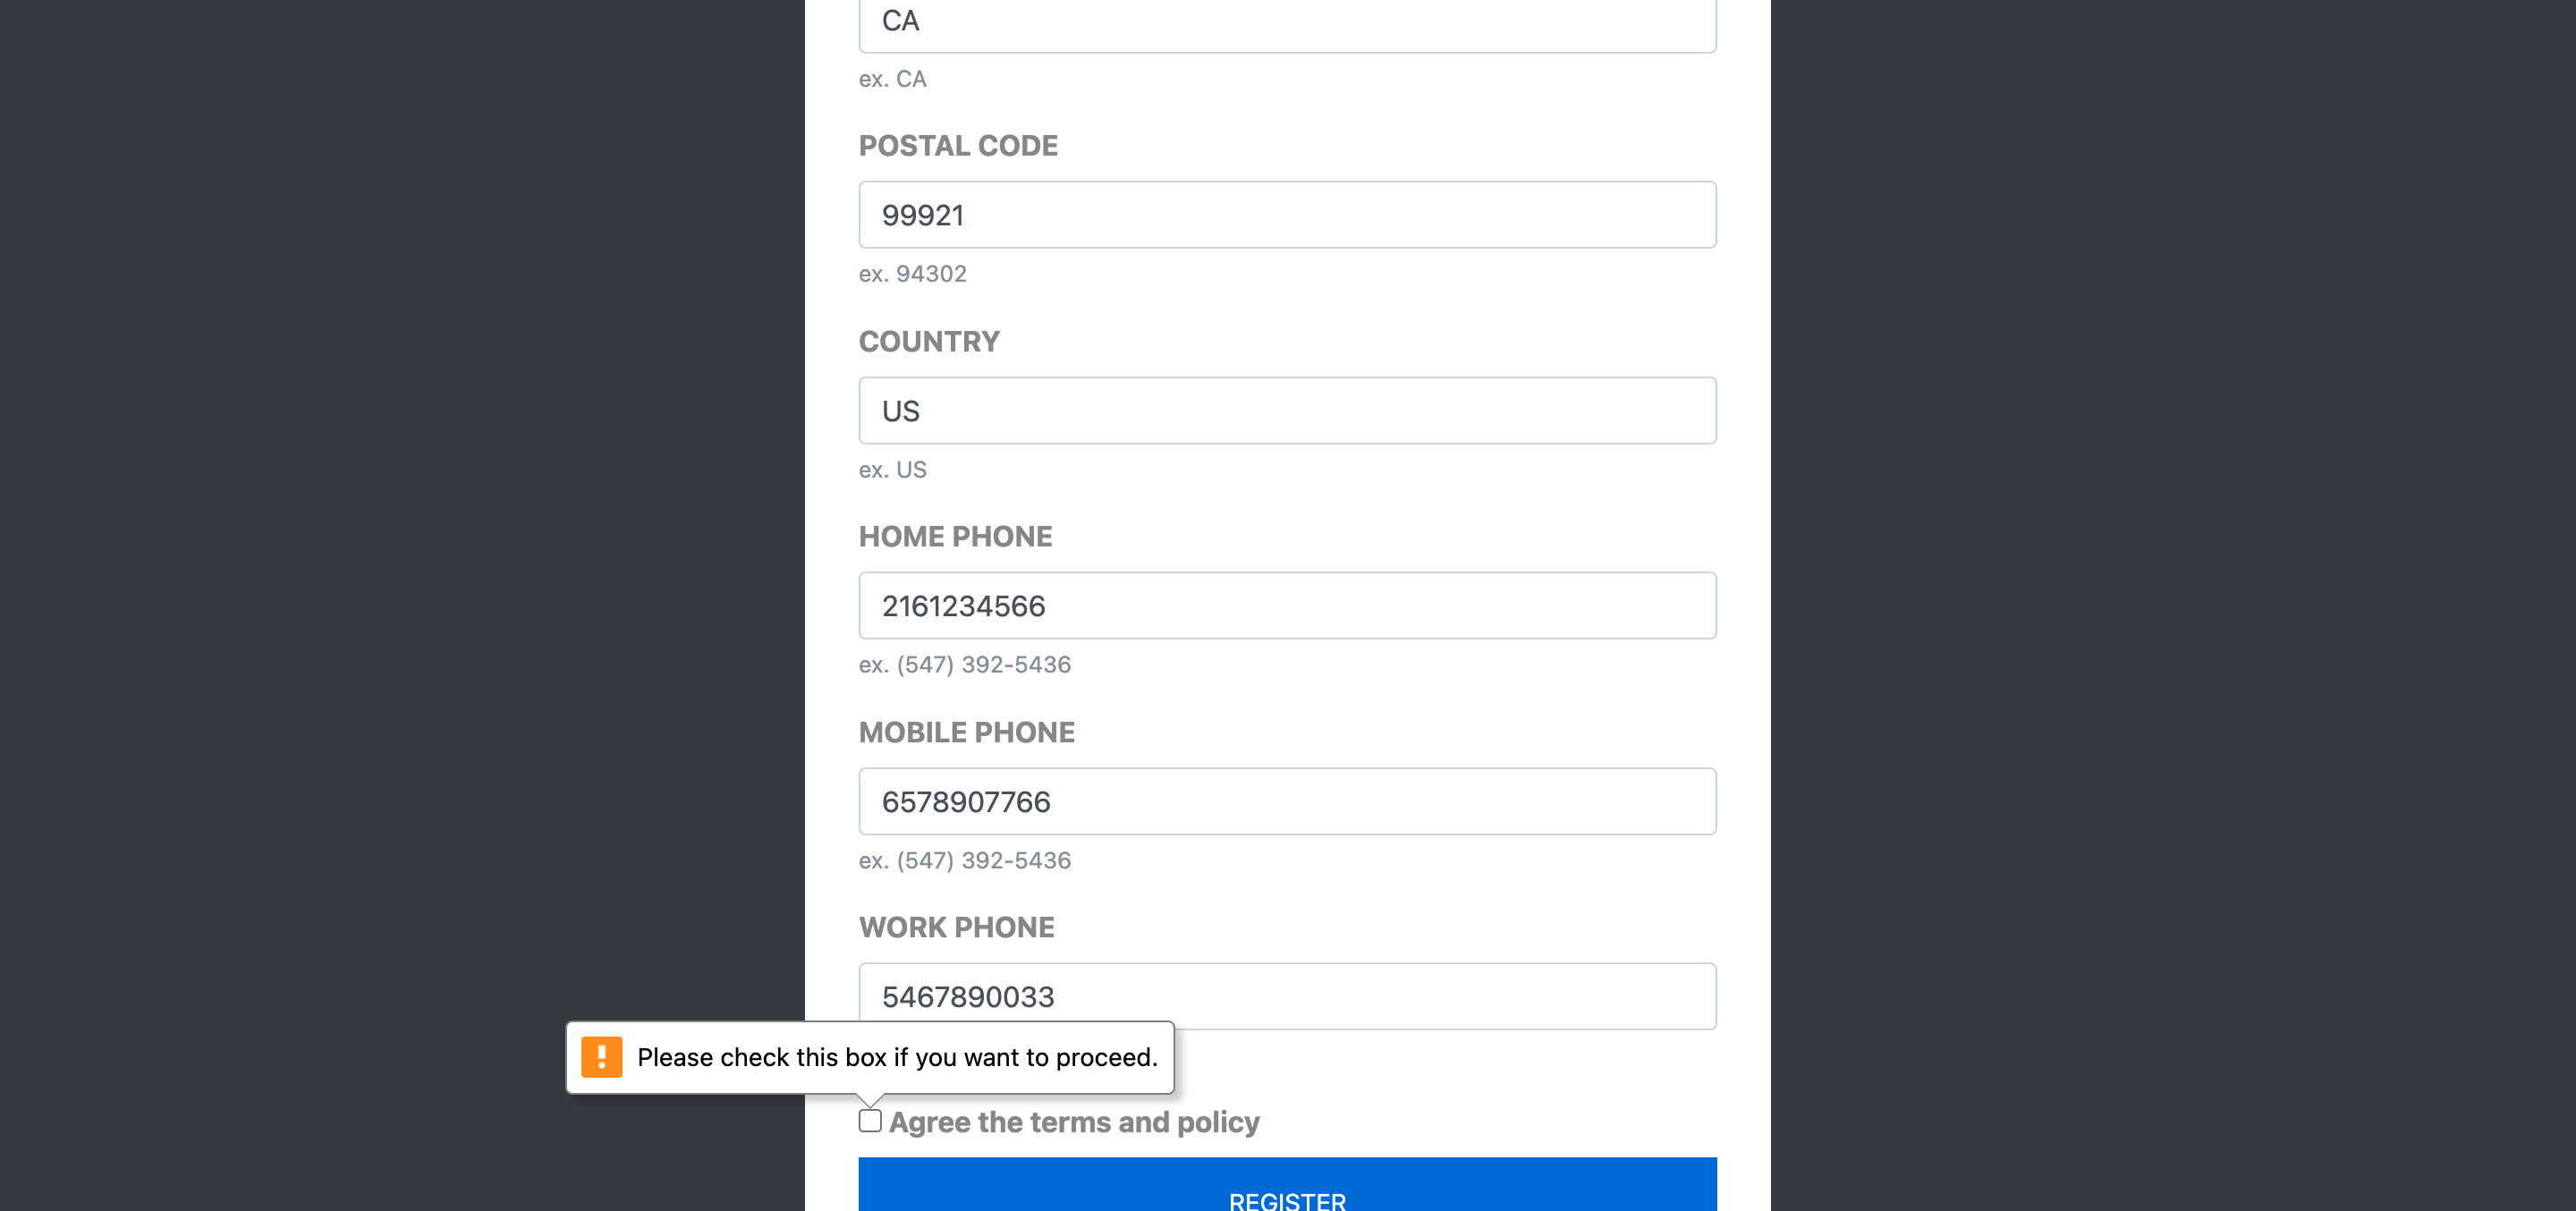 CA
ex. CA
POSTAL CODE
99921
ex. 94302
COUNTRY
US
ex. US
HOME PHONE
2161234566
ex. (547) 392-5436
MOBILE PHONE
6578907766
ex. (547) 392-5436
WORK PHONE
5467890033
Please check this box if you want to proceed.
Agree the terms and policy
REGISTER